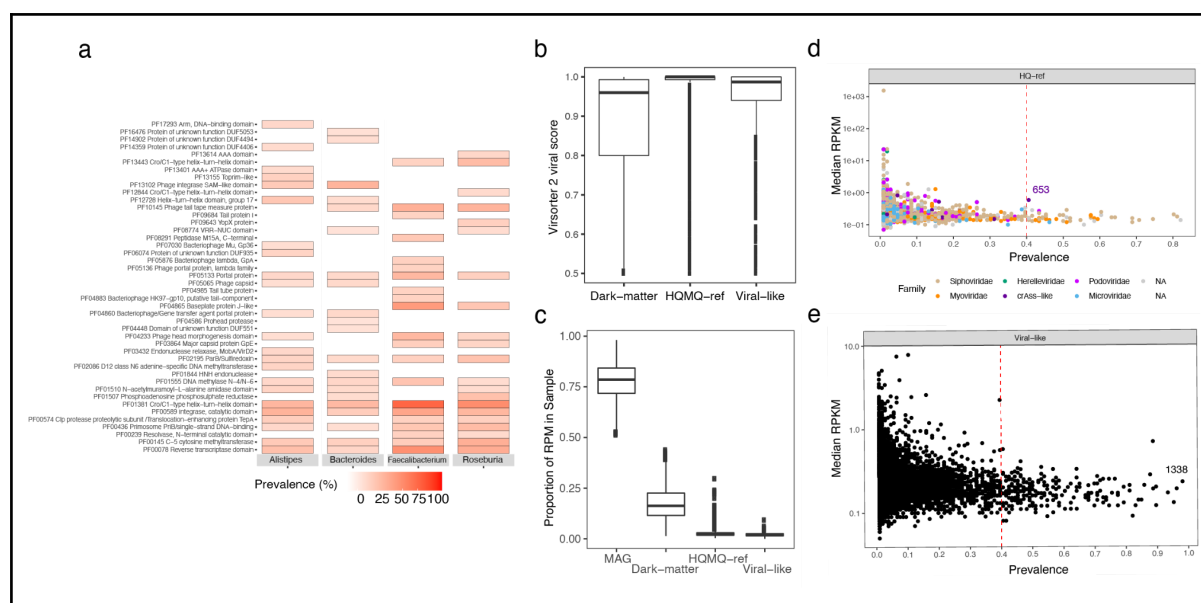 a
PF17293 Arm, DNA-binding domain
PF16476 Protein of unknown function DUF5053
PF14902 Protein of unknown function DUF4494
PF14359 Protein of unknown function DUF4406
PF13614 AAA domain
PF13443 Cro/C1-type helix-turn-helix domain
PF13401 AAA+ ATPase domain
PF13155 Toprim-like
PF13102 Phage integrase SAM-like domain
PF12844 Cro/C1-type helix-turn-helix domain
PF12728 Helix-turn-helix domain, group 17
PF10145 Phage tail tape measure protein
PF09684 Tail protein I
PF09643 YopX protein
PF08774 VRR-NUC domain
PF08291 Peptidase M15A, C-terminal
PF07030 Bacteriophage Mu, Gp36
PF06074 Protein of unknown function DUF935
PF05876 Bacteriophage lambda, GpA
PF05136 Phage portal protein, lambda family
PF05133 Portal protein
PF05065 Phage capsid
PF04985 Tail tube protein
PF04883 Bacteriophage HK97-gp10, putative tail-component
PF04865 Baseplate protein J-like
PF04860 Bacteriophage/Gene transfer agent portal protein
PF04586 Prohead protease
PF04448 Domain of unknown function DUF551
PF04233 Phage head morphogenesis domain
PF03864 Major capsid protein GpE
PF03432 Endonuclease relaxase, MobA/VirD2
PF02195 ParB/Sulfiredoxin
PF02086 D12 class N6 adenine-specific DNA methyltransferase
PF01844 HNH endonuclease
PF01555 DNA methylase N-4/N-6
PF01510 N-acetylmuramoyl-L-alanine amidase domain
PF01507 Phosphoadenosine phosphosulphate reductase
PF01381 Cro/C1-type helix-turn-helix domain
PF00589 integrase, catalytic domain
PF00574 Clp protease proteolytic subunit /Translocation-enhancing protein TepA
PF00436 Primosome PriB/single-strand DNA-binding
PF00239 Resolvase, N-terminal catalytic domain
PF00145 C-5 cytosine methyltransferase
PF00078 Reverse transcriptase domain
Alistipes Bacteroides Faecalibacterium Roseburia
Prevalence (%)
0 25 50 75 100
b
Visorter 2 viral score
1.0
0.9
0.8
0.7
0.6
0.5
Dark-matter HQMQ-ref Viral-like
c
Proportion of RPM in Sample
0.75
0.50
0.25
0.00
MAG HQMQ-ref
Dark-matter Viral-like
d
HQ-ref
Median RPKM
1e+03
1e+02
1e+01
1e+00
1e-01
653
0.0 0.1 0.2 0.3 0.4 0.5 0.6 0.7 0.8
Prevalence
Family
Siphoviridae Herelleviridae Podoviridae NA
Myoviridae crAss-like Microviridae NA
e
Viral-like
Median RPKM
10.0
1.0
0.1
1338
0.0 0.1 0.2 0.3 0.4 0.5 0.6 0.7 0.8 0.9 1.0
Prevalence